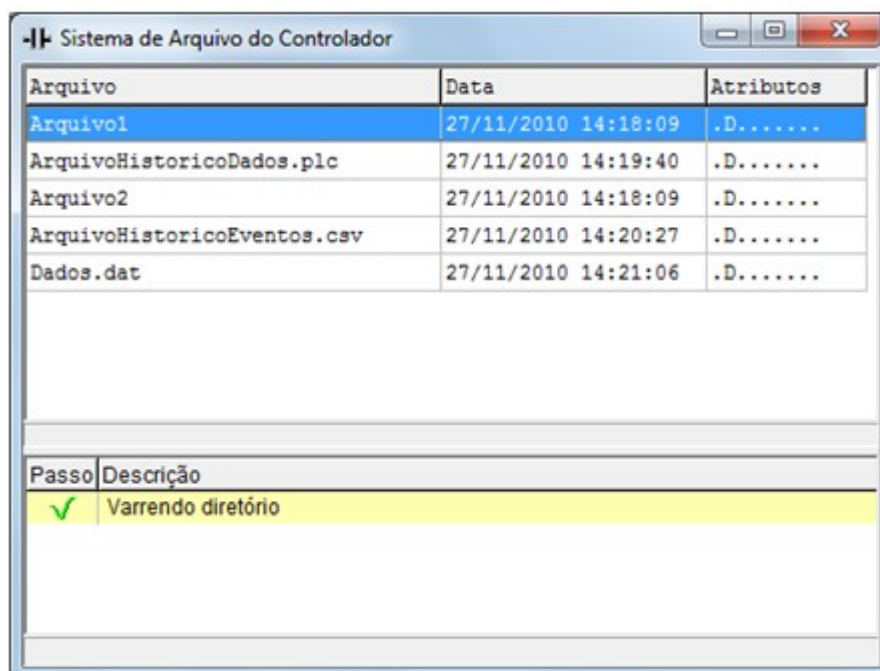 Sistema de Arquivo do Controlador
Arquivo Data Atributos
Arquivo1 27/11/2010 14:18:09 .D.......
ArquivoHistoricoDados.plc 27/11/2010 14:19:40 .D.......
Arquivo2 27/11/2010 14:18:09 .D.......
ArquivoHistoricoEventos.csv 27/11/2010 14:20:27 .D.......
Dados.dat 27/11/2010 14:21:06 .D.......
Passo Descrição
Varrendo diretório